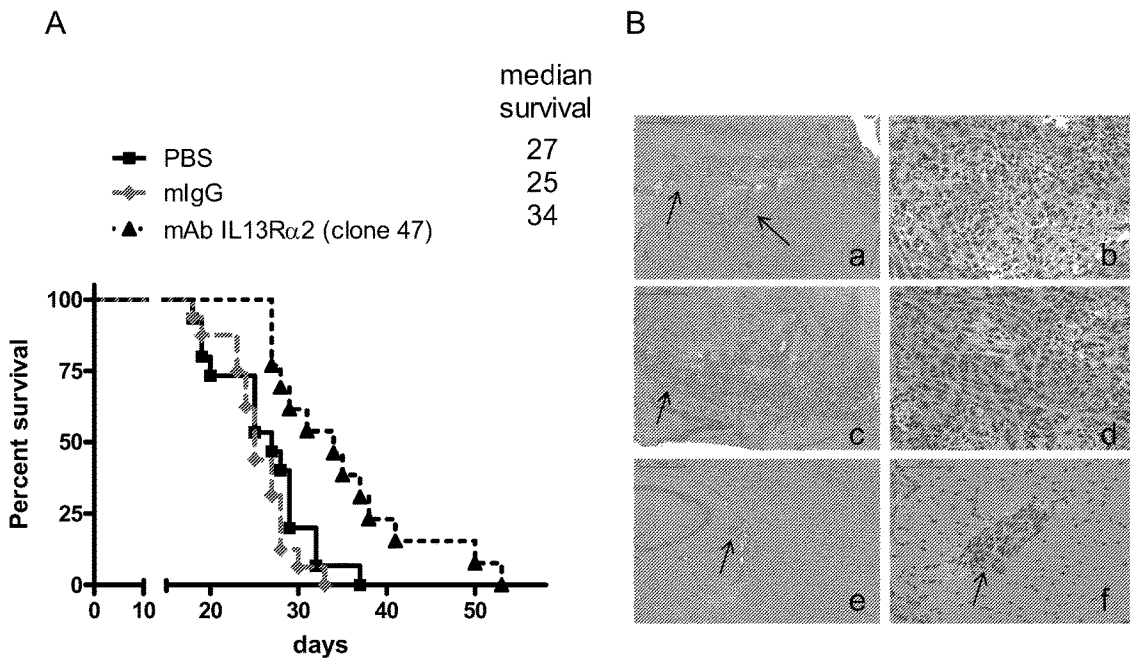 A
B
median
survival
PBS 27
mIgG 25
mAb IL13Rα2 (clone 47) 34
Percent survival
100
75
50
25
0
0 10 20 30 40 50
days
a
b
c
d
e
f